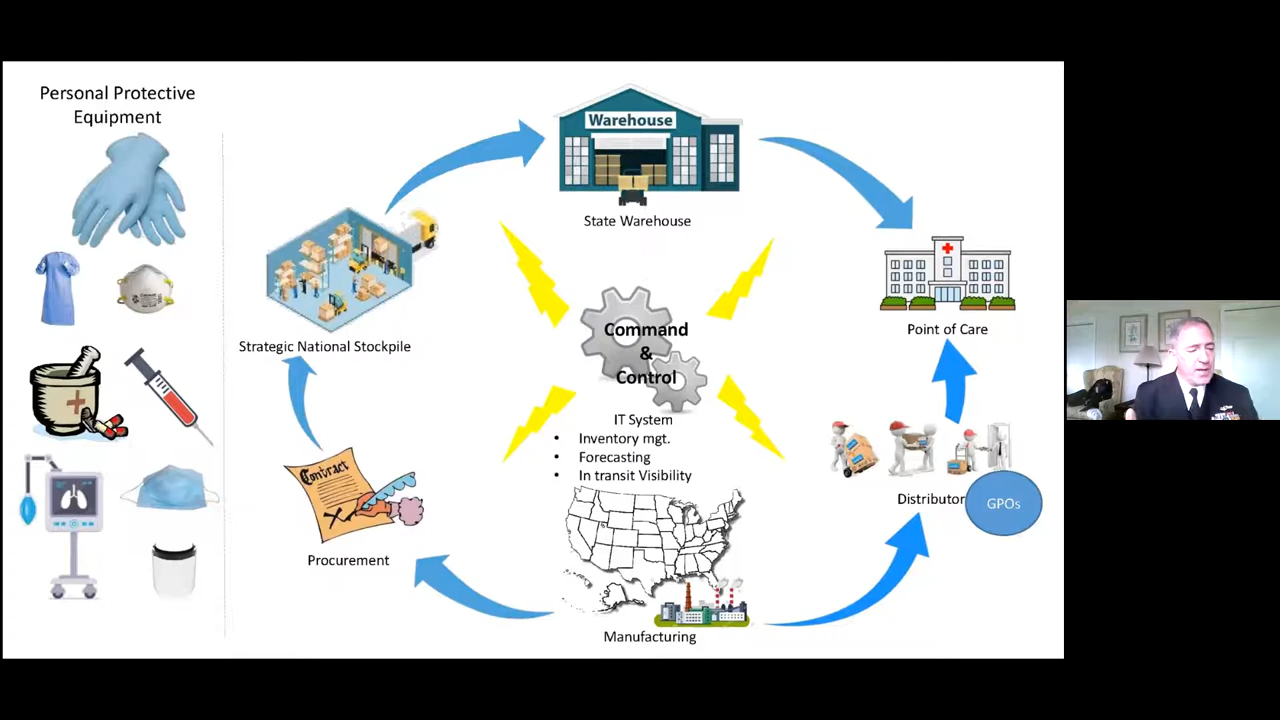 Personal Protective
Equipment
Warehouse
State Warehouse
Strategic National Stockpile
Point of Care
Command
&
Control
IT System
• Inventory mgt.
• Forecasting
• In transit Visibility
Contract
Procurement
Distributor
GPOs
Manufacturing